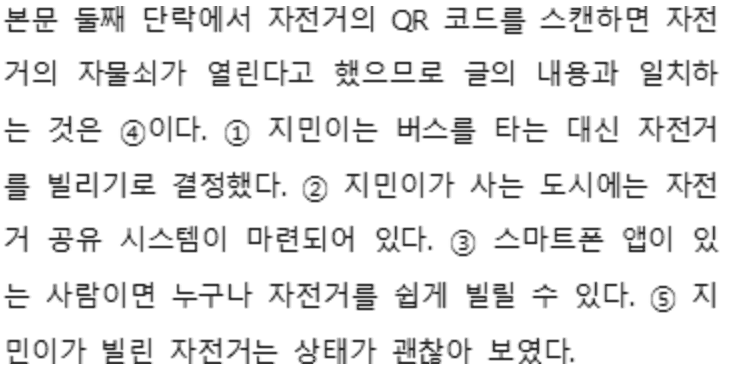 본문 둘째 단락에서 자전거의 QR 코드를 스캔하면 자전
거의 자물쇠가 열린다고 했으므로 글의 내용과 일치하
는 것은 ④이다. ① 지민이는 버스를 타는 대신 자전거
를 빌리기로 결정했다. ② 지민이가 사는 도시에는 자전
거 공유 시스템이 마련되어 있다. ③ 스마트폰 앱이 있
는 사람이면 누구나 자전거를 쉽게 빌릴 수 있다. ⑤ 지
민이가 빌린 자전거는 상태가 괜찮아 보였다.